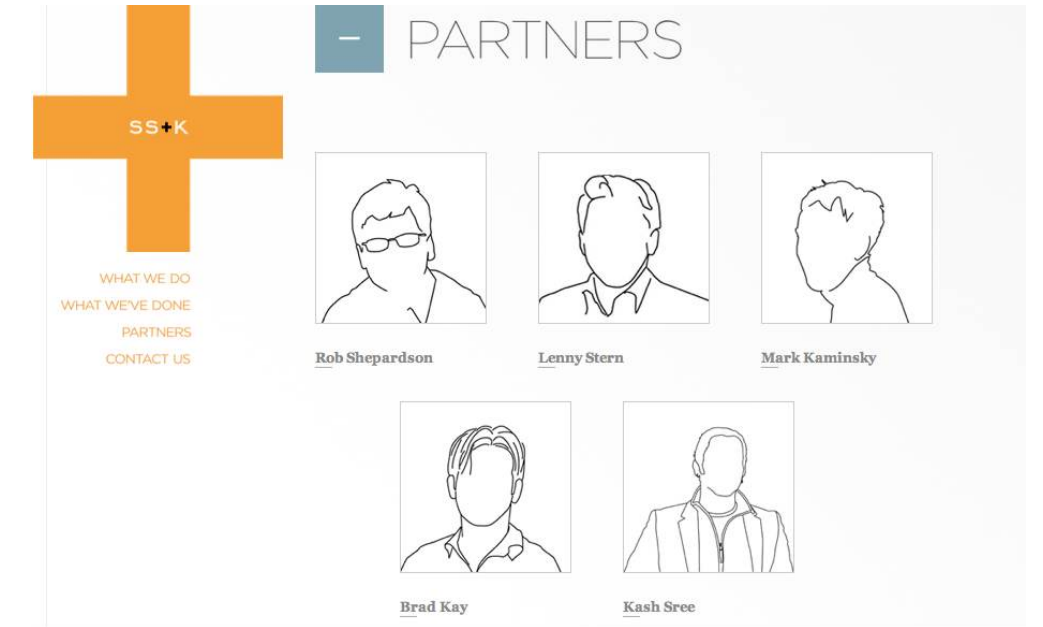 PARTNERS
SS+K
WHAT WE DO
WHAT WE'VE DONE
PARTNERS
CONTACT US
Rob Shepardson
Lenny Stern
Mark Kaminsky
Brad Kay
Kash Sree